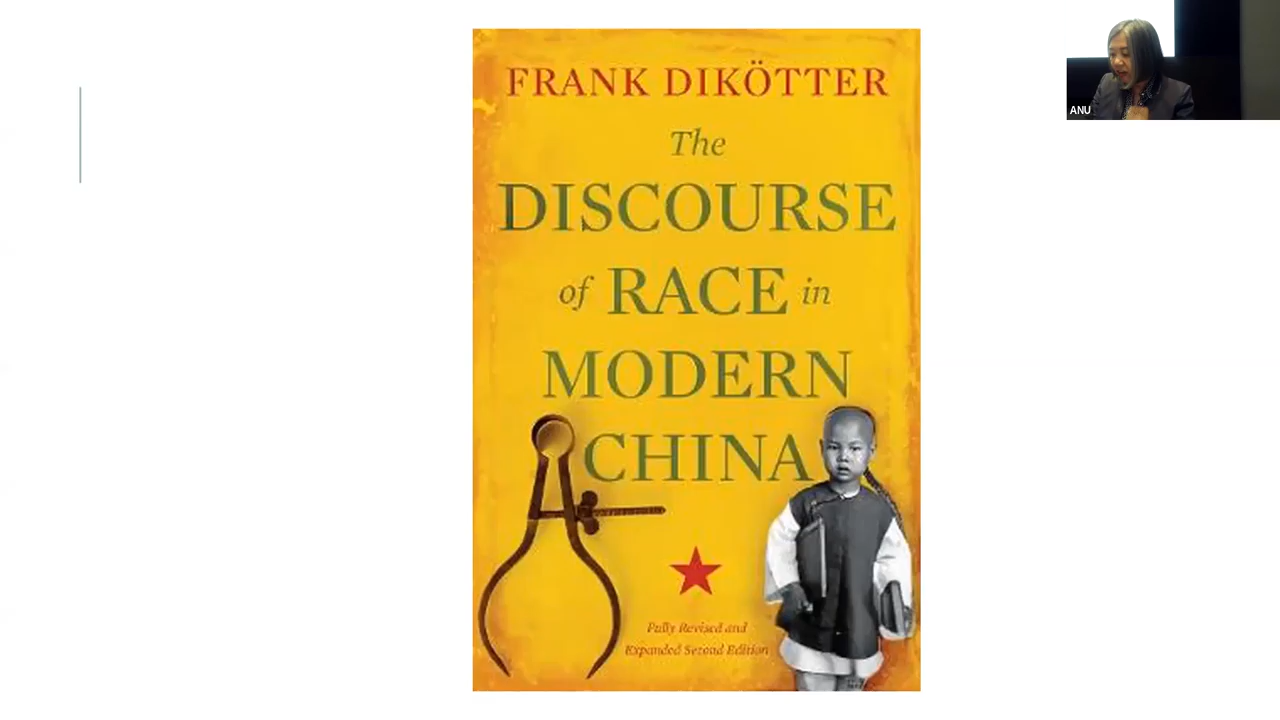 FRANK DIKÖTTER
The
DISCOURSE
of RACE in
MODERN
CHINA
Fully Revised and
Expanded Second Edition
ANU